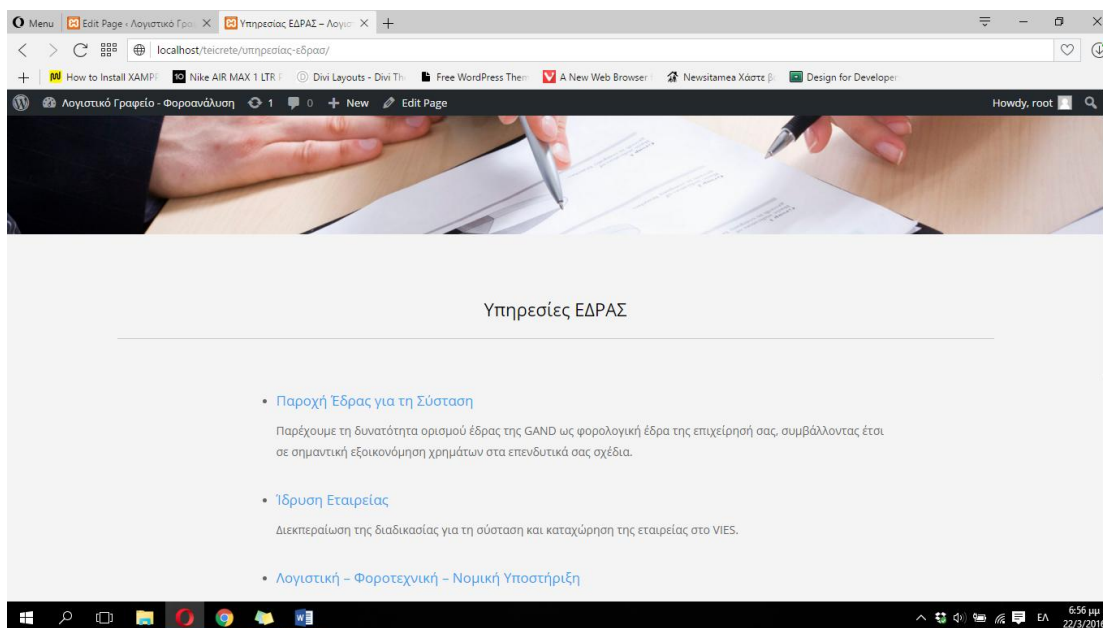 Menu Edit Page ‹ Λογιστικό Γρα Υπηρεσίας ΕΔΡΑΣ – Λογισ
localhost/teicrete/υπηρεσίας-εδρασ/
How to Install XAMPP Nike AIR MAX 1 LTR Divi Layouts - Divi Th Free WordPress Them A New Web Browser Newsitamea Χάστε β Design for Developer
Λογιστικό Γραφείο - Φοροανάλυση 1 0 New Edit Page Howdy, root
Υπηρεσίες ΕΔΡΑΣ
• Παροχή Έδρας για τη Σύσταση
Παρέχουμε τη δυνατότητα ορισμού έδρας της GAND ως φορολογική έδρα της επιχείρησή σας, συμβάλλοντας έτσι
σε σημαντική εξοικονόμηση χρημάτων στα επενδυτικά σας σχέδια.
• Ίδρυση Εταιρείας
Διεκπεραίωση της διαδικασίας για τη σύσταση και καταχώρηση της εταιρείας στο VIES.
• Λογιστική – Φοροτεχνική – Νομική Υποστήριξη
ΕΛ 6:56 μμ
22/3/2016